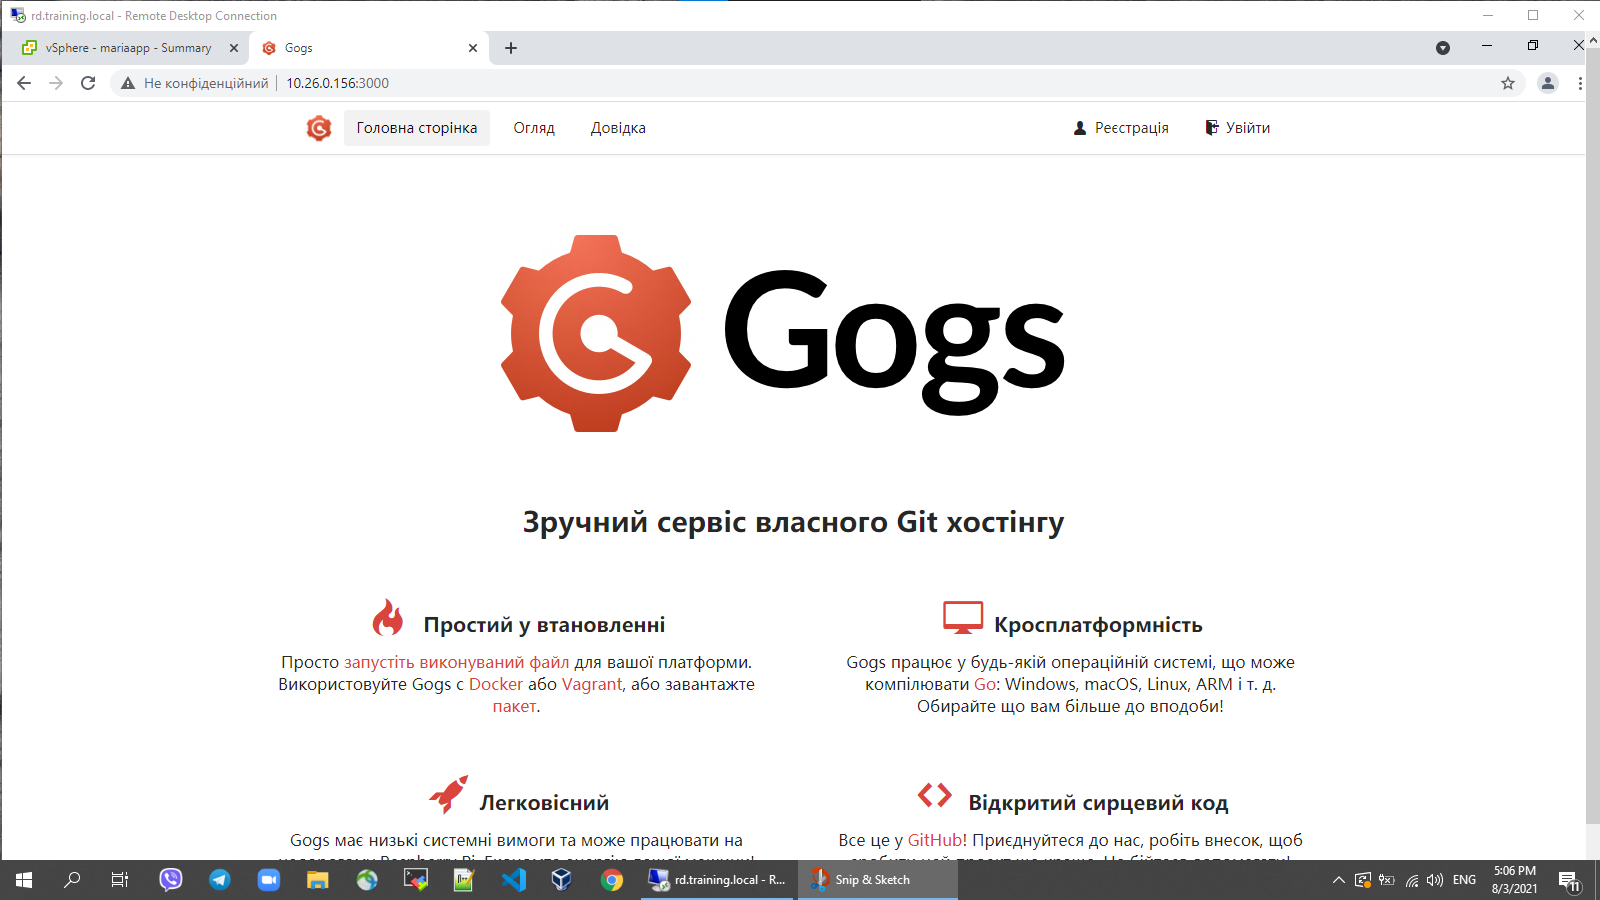 rd.training.local - Remote Desktop Connection
vSphere - mariaapp - Summary
Gogs
Не конфіденційний
10.26.0.156:3000
Головна сторінка
Огляд
Довідка
Реєстрація
Увійти
Gogs
Зручний сервіс власного Git хостінгу
Простий у втановленні
Просто запустіть виконуваний файл для вашої платформи.
Використовуйте Gogs с Docker або Vagrant, або завантажте
пакет.
Кросплатформність
Gogs працює у будь-якій операційній системі, що може
компілювати Go: Windows, macOS, Linux, ARM і т. д.
Обирайте що вам більше до вподоби!
Легковісний
Gogs має низькі системні вимоги та може працювати на
Відкритий сирцевий код
Все це у GitHub! Приєднуйтеся до нас, робіть внесок, щоб
rd.training.local - R...
Snip & Sketch
ENG
5:06 PM
8/3/2021
11